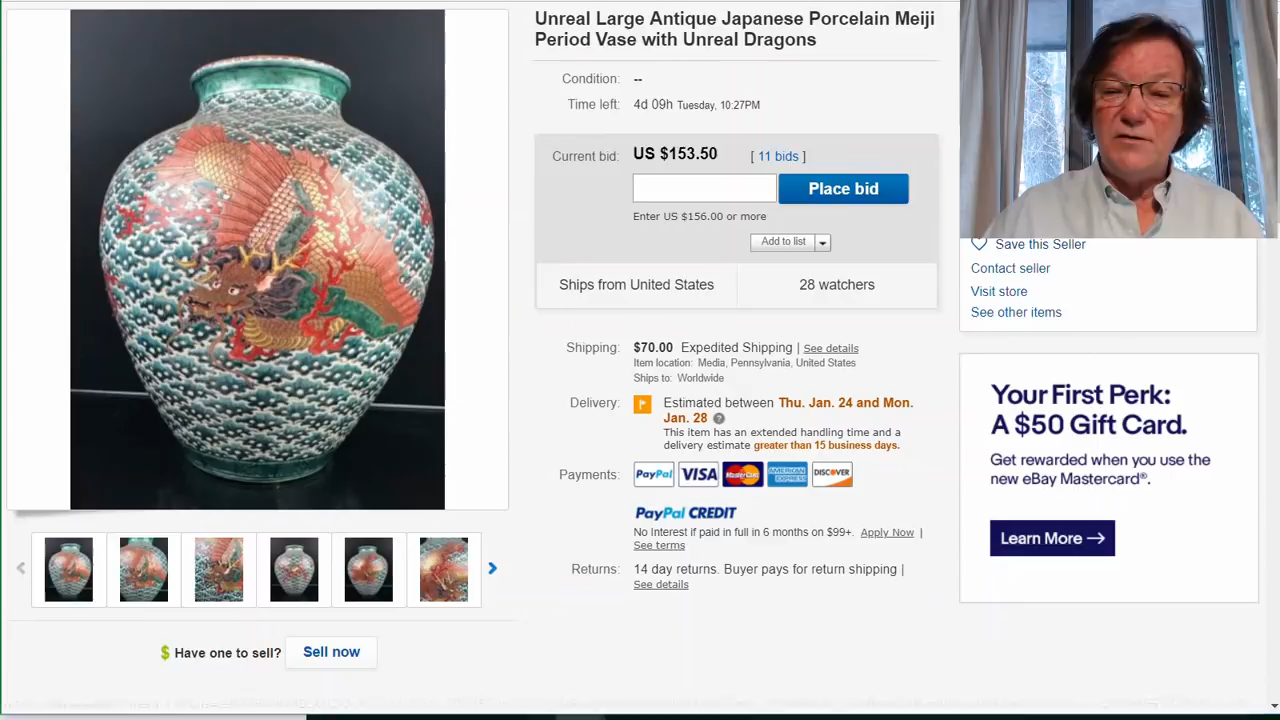 Unreal Large Antique Japanese Porcelain Meiji
Period Vase with Unreal Dragons
Condition: --
Time left: 4d 09h Tuesday, 10:27PM
Current bid: US $153.50 [ 11 bids ]
Place bid
Enter US $156.00 or more
Add to list
Ships from United States 28 watchers
Shipping: $70.00 Expedited Shipping | See details
Item location: Media, Pennsylvania, United States
Ships to: Worldwide
Delivery: Estimated between Thu. Jan. 24 and Mon.
Jan. 28 ?
This item has an extended handling time and a
delivery estimate greater than 15 business days.
Payments: PayPal VISA MasterCard AMERICAN EXPRESS DISCOVER
PayPal CREDIT
No Interest if paid in full in 6 months on $99+. Apply Now |
See terms
Returns: 14 day returns. Buyer pays for return shipping |
See details
$ Have one to sell? Sell now
Save this Seller
Contact seller
Visit store
See other items
Your First Perk:
A $50 Gift Card.
Get rewarded when you use the
new eBay Mastercard®.
Learn More →